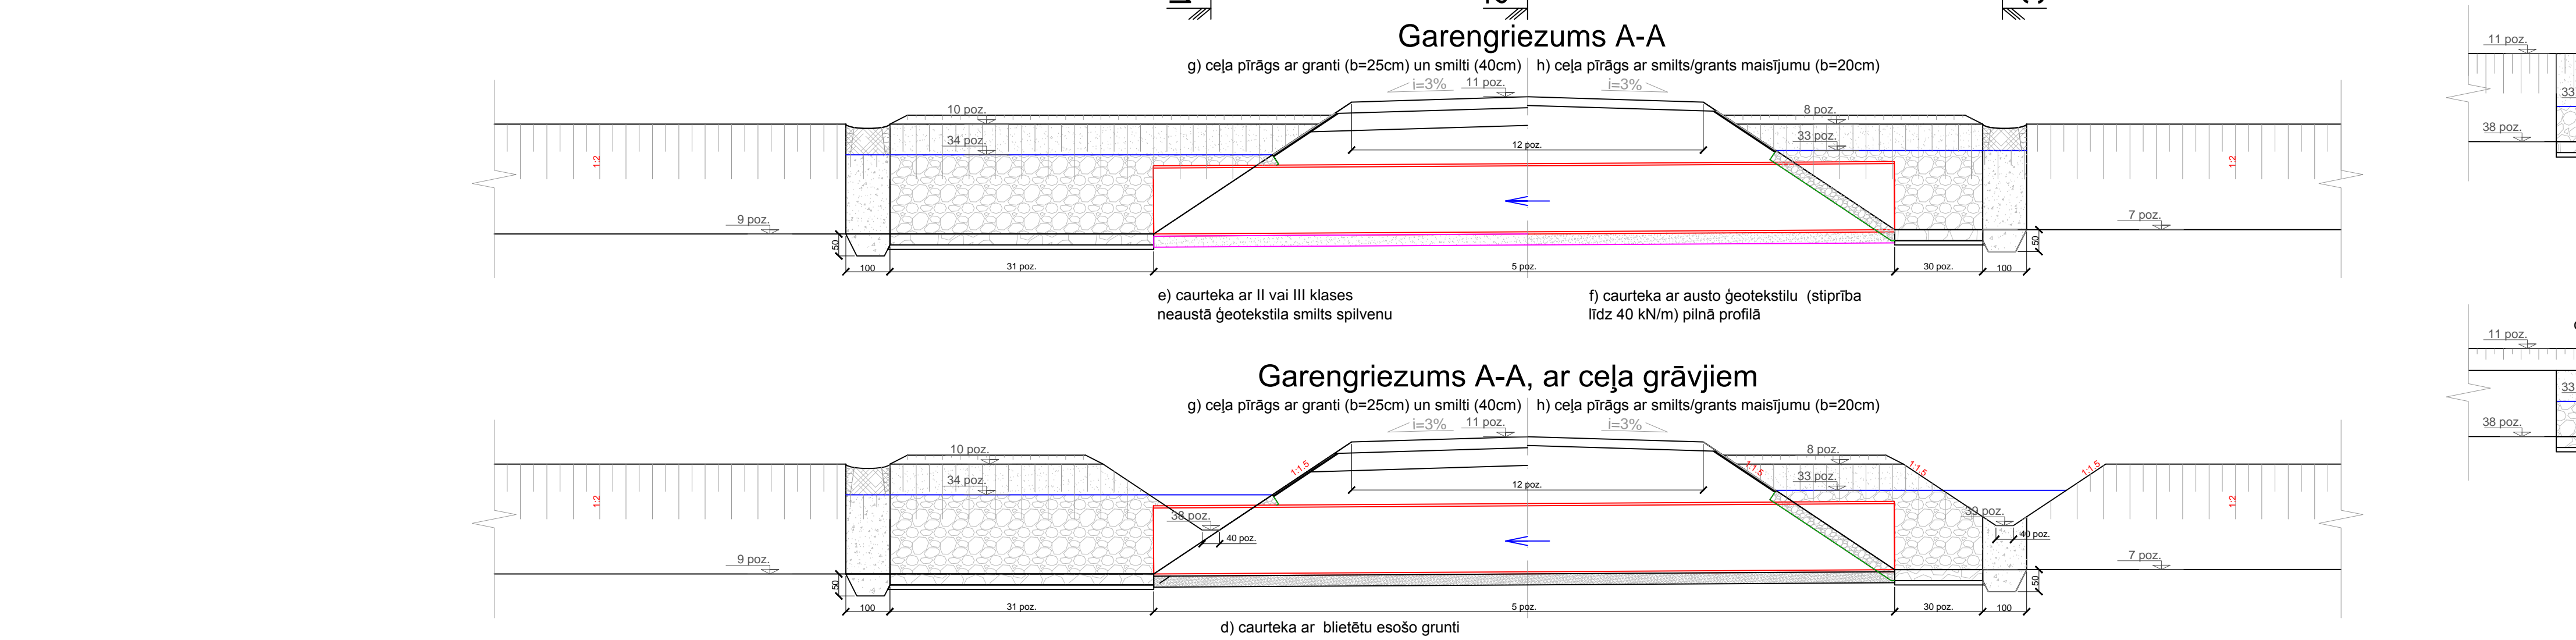 Garengriezums A-A
g) ceļa pīrāgs ar granti (b=25cm) un smilti (40cm)
h) ceļa pīrāgs ar smilts/grants maisījumu (b=20cm)
i=3%
11 poz.
i=3%
10 poz.
8 poz.
34 poz.
33 poz.
12 poz.
1:2
1:2
9 poz.
7 poz.
50
50
100
31 poz.
5 poz.
30 poz.
100
e) caurteka ar II vai III klases
neaustā ģeotekstila smilts spilvenu
f) caurteka ar austo ģeotekstilu (stiprība
līdz 40 kN/m) pilnā profilā
Garengriezums A-A, ar ceļa grāvjiem
g) ceļa pīrāgs ar granti (b=25cm) un smilti (40cm)
h) ceļa pīrāgs ar smilts/grants maisījumu (b=20cm)
i=3%
11 poz.
i=3%
10 poz.
8 poz.
1:1.5
1:1.5
1:1.5
1:1.5
34 poz.
33 poz.
12 poz.
1:2
1:2
38 poz.
39 poz.
40 poz.
40 poz.
9 poz.
7 poz.
50
50
100
31 poz.
5 poz.
30 poz.
100
d) caurteka ar blietētu esošo grunti
11 poz.
33
38 poz.
11 poz.
33
38 poz.